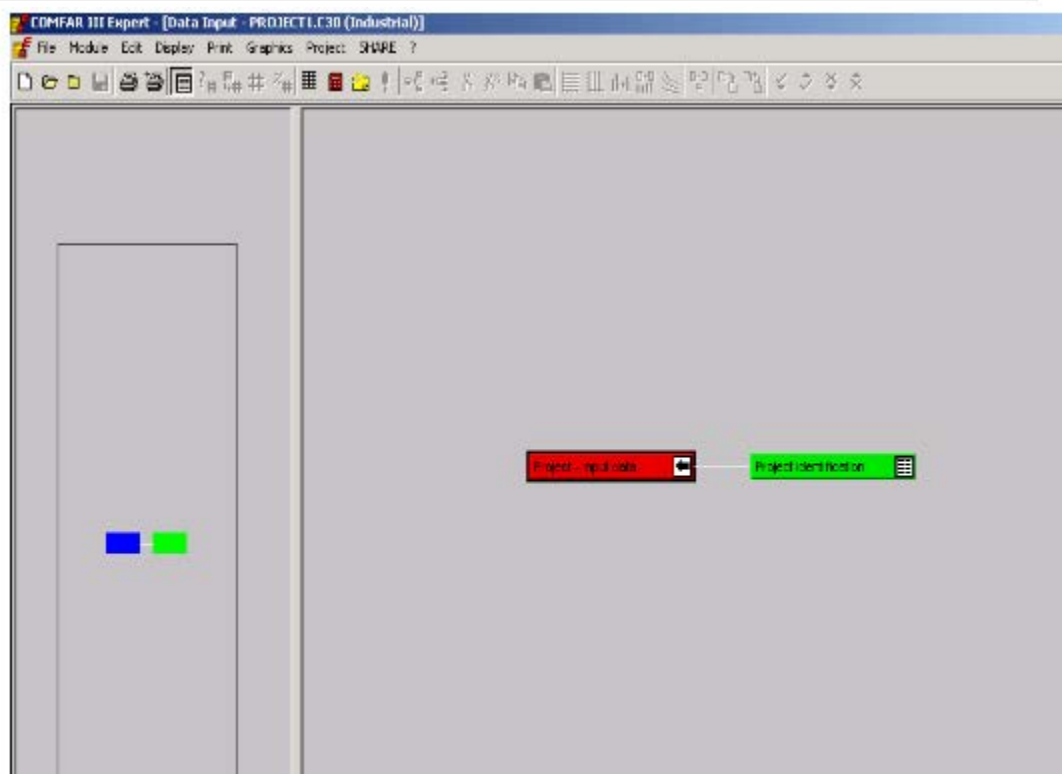 COMFAR III Expert - [Data Input - PROJECT1.C30 (Industrial)]
File Module Edit Display Print Graphics Project SHARE ?
Project - input data
Project identification